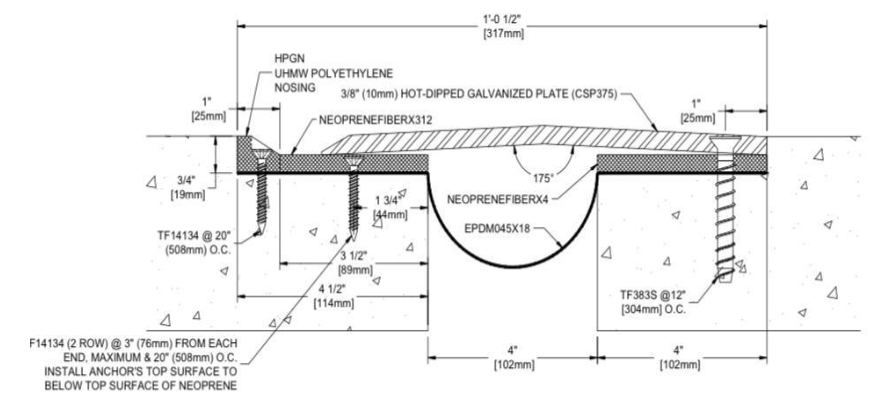 1'-0 1/2"
[317mm]
HPGN
UHMW POLYETHYLENE
NOSING
3/8" (10mm) HOT-DIPPED GALVANIZED PLATE (CSP375)
1"
[25mm]
1"
[25mm]
NEOPRENEFIBERX312
3/4"
[19mm]
175°
1 3/4"
[44mm]
NEOPRENEFIBERX4
EPDM045X18
TF14134 @ 20"
(508mm) O.C.
3 1/2"
[89mm]
4 1/2"
[114mm]
TF383S @12"
[304mm] O.C.
F14134 (2 ROW) @ 3" (76mm) FROM EACH
END, MAXIMUM & 20" (508mm) O.C.
INSTALL ANCHOR'S TOP SURFACE TO
BELOW TOP SURFACE OF NEOPRENE
4"
[102mm]
4"
[102mm]